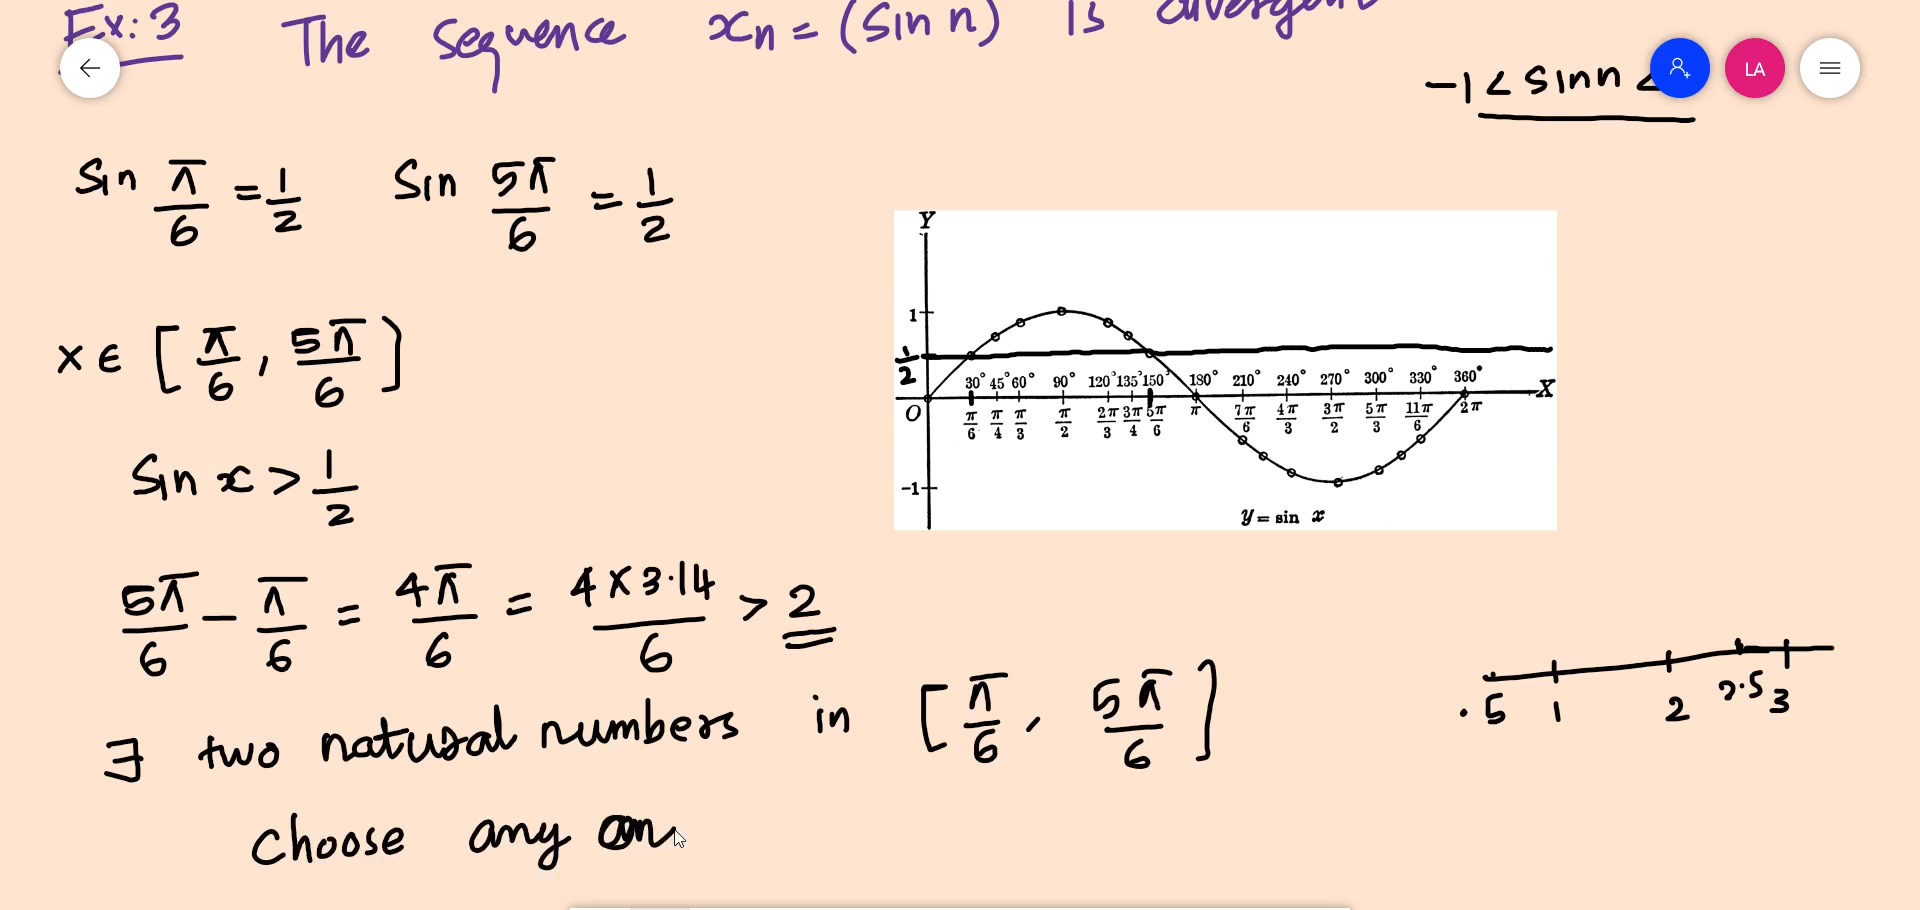 Ex: 3 The sequence xn = (Sin n) is divergent
LA
-1 < Sin n <
Sin π/6 = 1/2 Sin 5π/6 = 1/2
x ∈ [π/6, 5π/6]
Sin x > 1/2
Y
1
1/2
30° 45° 60° 90° 120° 135° 150° 180° 210° 240° 270° 300° 330° 360°
X
O π/6 π/4 π/3 π/2 2π/3 3π/4 5π/6 π 7π/6 4π/3 3π/2 5π/3 11π/6 2π
-1
y = sin x
5π/6 - π/6 = 4π/6 = 4 × 3.14/6 > 2
.5 1 2 2.5 3
∃ two natural numbers in [π/6, 5π/6]
Choose any